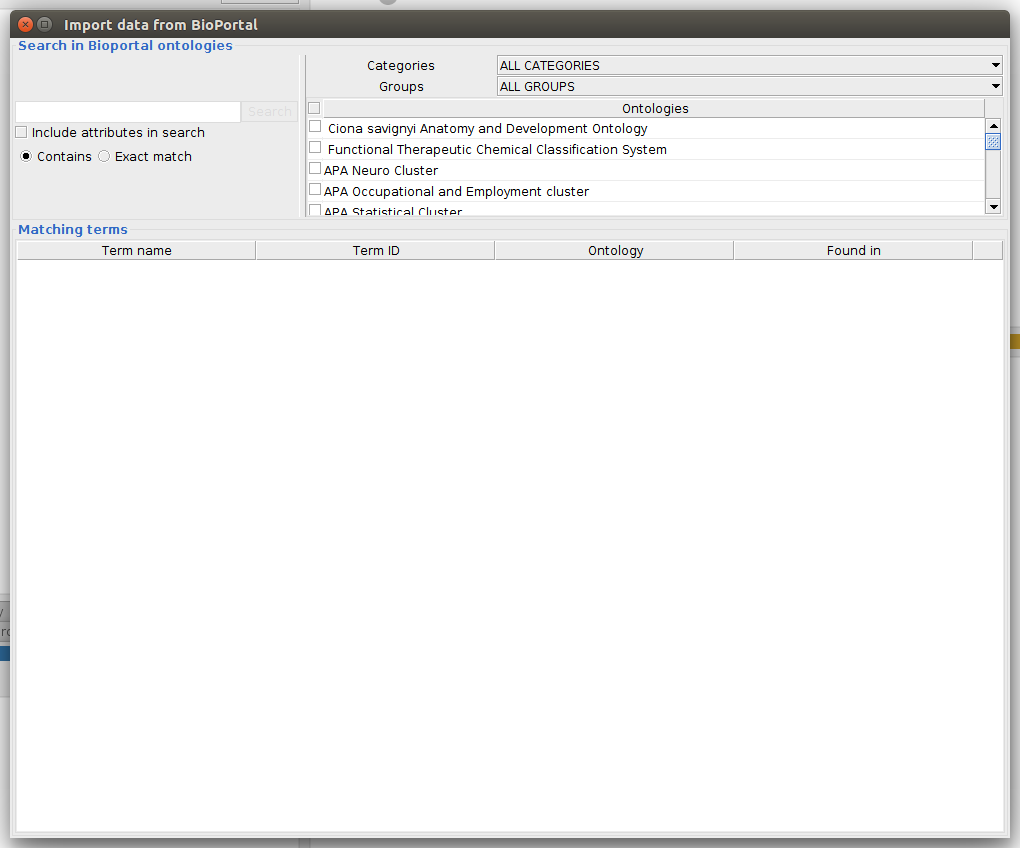 Import data from BioPortal
Search in Bioportal ontologies
Categories
ALL CATEGORIES
Groups
ALL GROUPS
Search
Include attributes in search
Contains
Exact match
Ontologies
Ciona savignyi Anatomy and Development Ontology
Functional Therapeutic Chemical Classification System
APA Neuro Cluster
APA Occupational and Employment cluster
APA Statistical Cluster
Matching terms
Term name
Term ID
Ontology
Found in